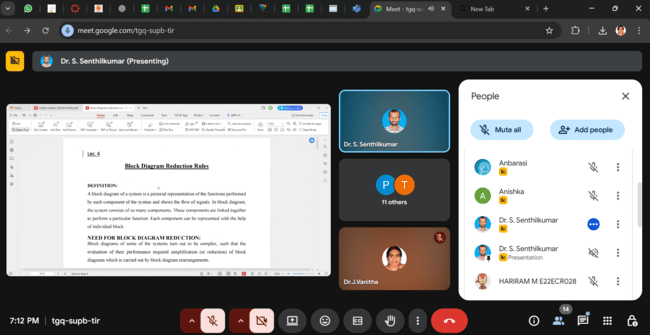 Meet - tgq-su
New Tab
meet.google.com/tgq-supb-tir
Dr. S. Senthilkumar (Presenting)
Lec. 4
Block Diagram Reduction Rules
DEFINITION:
A block diagram of a system is a pictorial representation of the functions performed
by each component of the system and shows the flow of signals. In block diagram,
the system consists of so many components. These components are linked together
to perform a particular function. Each component can be represented with the help
of individual block.
NEED FOR BLOCK DIAGRAM REDUCTION:
Block diagrams of some of the systems turn out to be complex, such that the
evaluation of their performance required simplification (or reduction) of block
diagrams which is carried out by block diagram rearrangements.
Dr. S. Senthilkumar
P T
11 others
Dr.J.Vanitha
People
Mute all
Add people
Anbarasi
A
Anishka
Dr. S. Senthilkumar
Dr. S. Senthilkumar
Presentation
HARIRAM M E22ECR028
7:12 PM | tgq-supb-tir
14